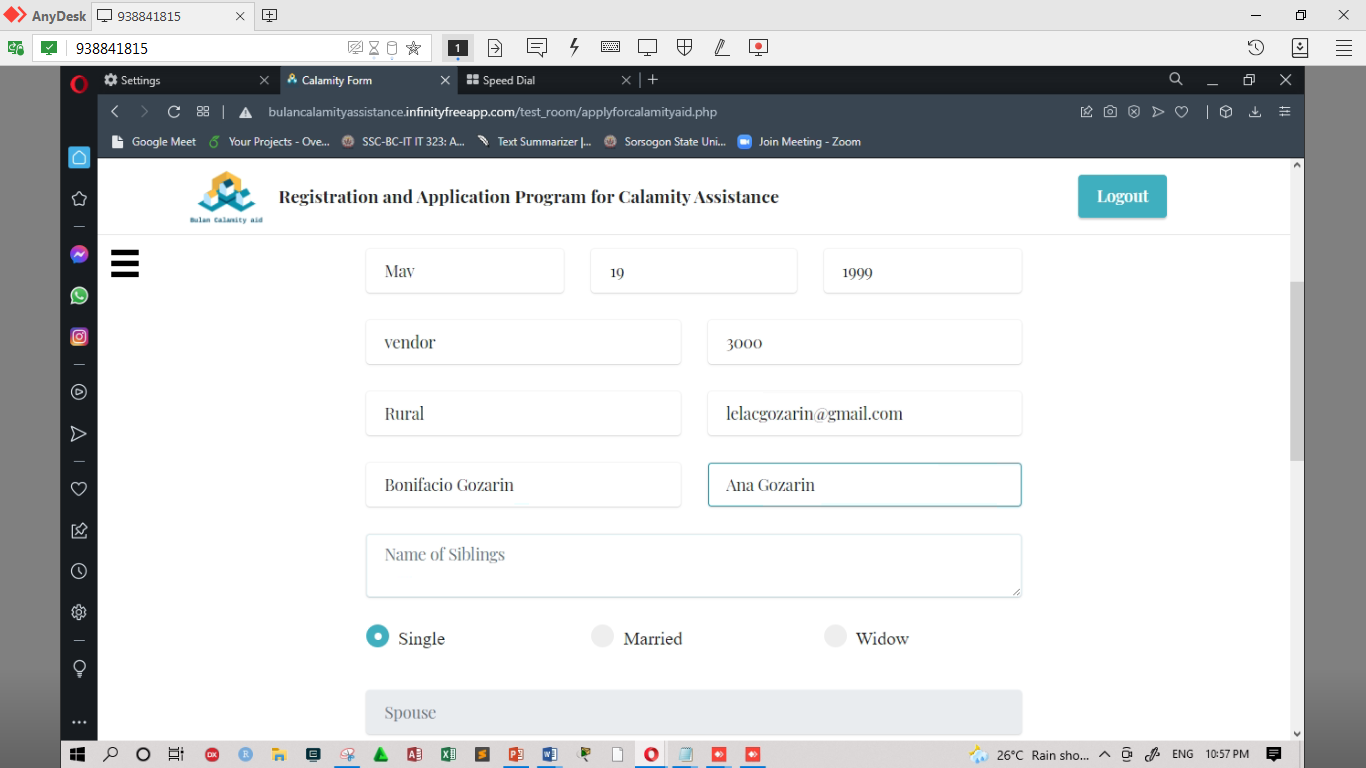 AnyDesk 938841815
938841815 1
Settings Calamity Form Speed Dial
bulancalamityassistance.infinityfreeapp.com/test_room/applyforcalamityaid.php
Google Meet Your Projects - Ove... SSC-BC-IT IT 323: A... Text Summarizer |... Sorsogon State Uni... Join Meeting - Zoom
Bulan Calamity aid
Registration and Application Program for Calamity Assistance
Logout
May 19 1999
vendor 3000
Rural lelacgozarin@gmail.com
Bonifacio Gozarin Ana Gozarin
Name of Siblings
Single Married Widow
Spouse
26°C Rain sho... ENG 10:57 PM